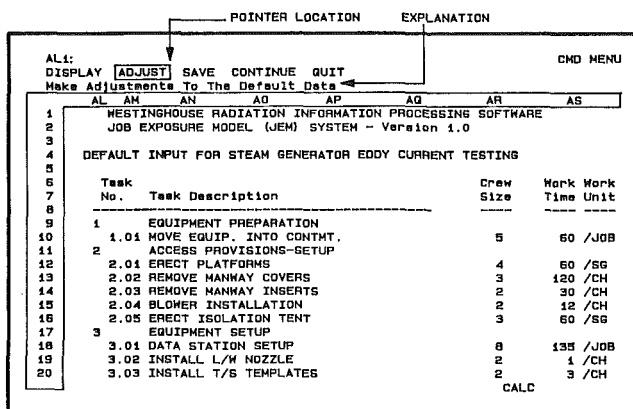 POINTER LOCATION EXPLANATION
AL1: CMD MENU
DISPLAY ADJUST SAVE CONTINUE QUIT
Make Adjustments To The Default Data
AL AM AN AO AP AQ AR AS
1 WESTINGHOUSE RADIATION INFORMATION PROCESSING SOFTWARE
2 JOB EXPOSURE MODEL (JEM) SYSTEM - Version 1.0
3
4 DEFAULT INPUT FOR STEAM GENERATOR EDDY CURRENT TESTING
5
6 Task Crew Work Work
7 No. Task Description Size Time Unit
8
9 1 EQUIPMENT PREPARATION
10 1.01 MOVE EQUIP. INTO CONTMT. 5 60 /JOB
11 2 ACCESS PROVISIONS-SETUP
12 2.01 ERECT PLATFORMS 4 60 /SG
13 2.02 REMOVE MANWAY COVERS 3 120 /CH
14 2.03 REMOVE MANWAY INSERTS 2 30 /CH
15 2.04 BLOWER INSTALLATION 2 12 /CH
16 2.05 ERECT ISOLATION TENT 3 60 /SG
17 3 EQUIPMENT SETUP
18 3.01 DATA STATION SETUP 8 135 /JOB
19 3.02 INSTALL L/W NOZZLE 2 1 /CH
20 3.03 INSTALL T/S TEMPLATES 2 3 /CH
CALC